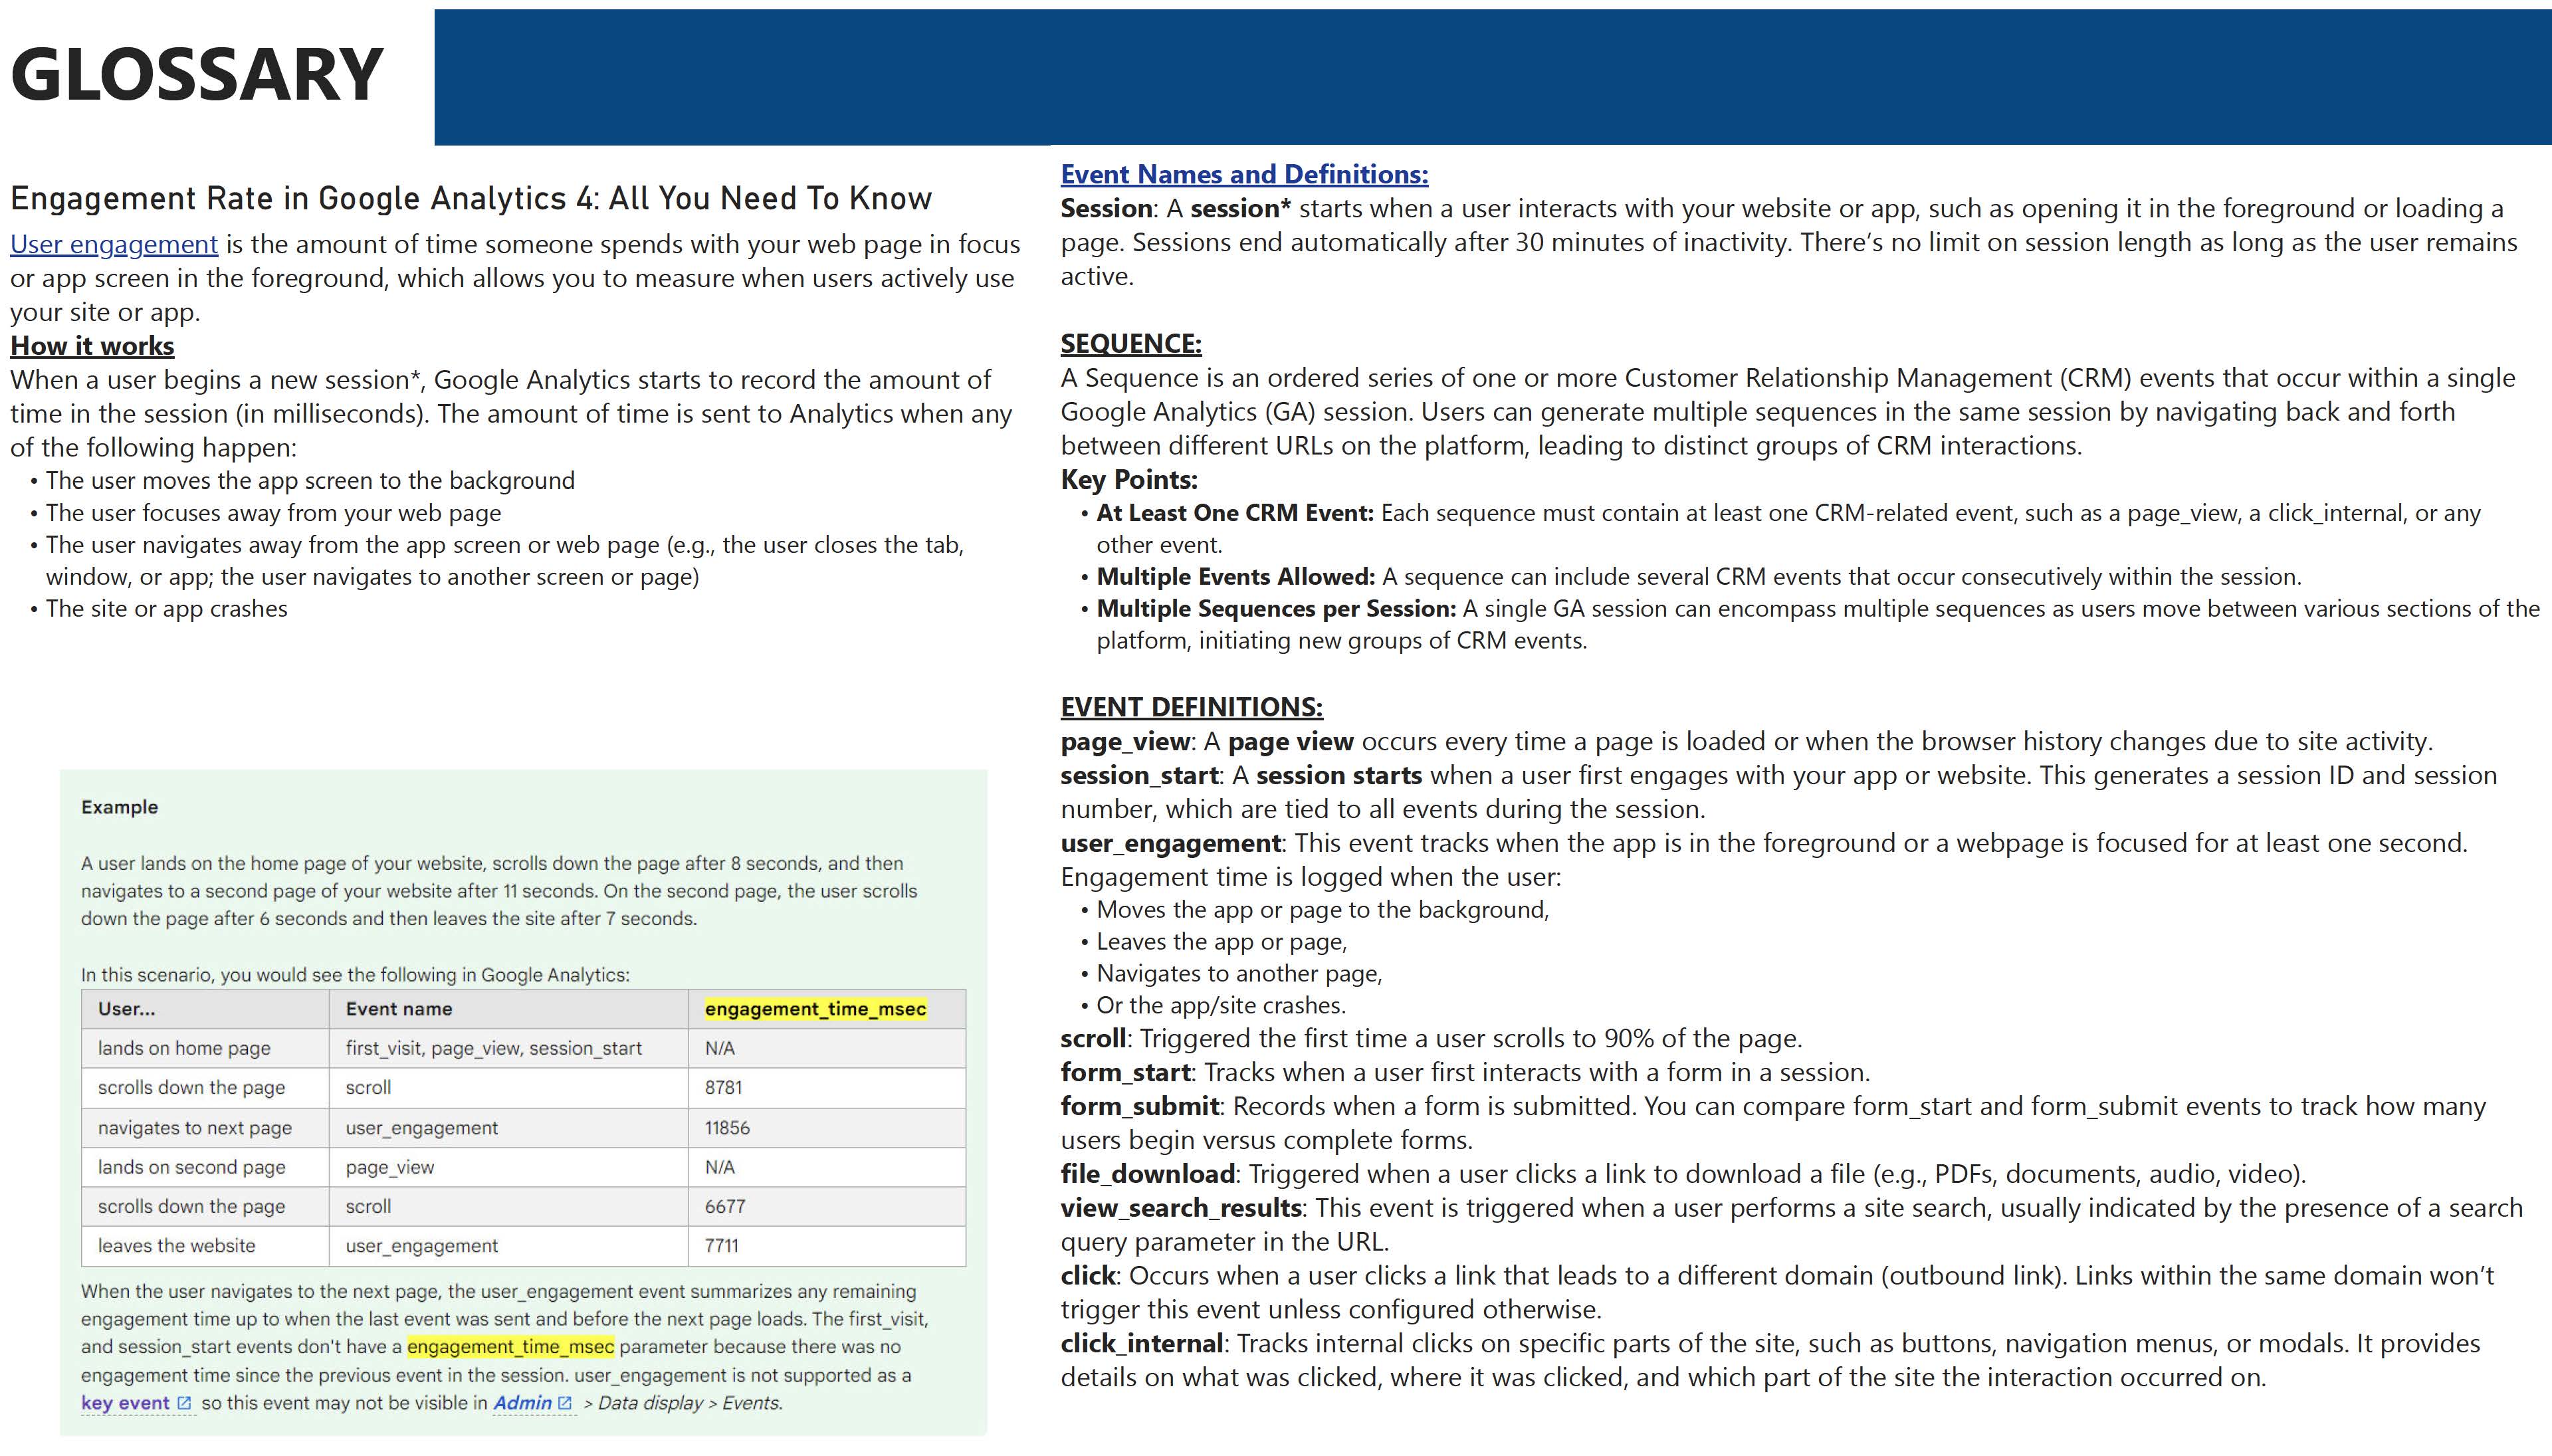 GLOSSARY
Engagement Rate in Google Analytics 4: All You Need To Know
User engagement is the amount of time someone spends with your web page in focus
or app screen in the foreground, which allows you to measure when users actively use
your site or app.
How it works
When a user begins a new session*, Google Analytics starts to record the amount of
time in the session (in milliseconds). The amount of time is sent to Analytics when any
of the following happen:
• The user moves the app screen to the background
• The user focuses away from your web page
• The user navigates away from the app screen or web page (e.g., the user closes the tab,
window, or app; the user navigates to another screen or page)
• The site or app crashes
Example
A user lands on the home page of your website, scrolls down the page after 8 seconds, and then
navigates to a second page of your website after 11 seconds. On the second page, the user scrolls
down the page after 6 seconds and then leaves the site after 7 seconds.
In this scenario, you would see the following in Google Analytics:
User... Event name engagement_time_msec
lands on home page first_visit, page_view, session_start N/A
scrolls down the page scroll 8781
navigates to next page user_engagement 11856
lands on second page page_view N/A
scrolls down the page scroll 6677
leaves the website user_engagement 7711
When the user navigates to the next page, the user_engagement event summarizes any remaining
engagement time up to when the last event was sent and before the next page loads. The first_visit,
and session_start events don't have a engagement_time_msec parameter because there was no
engagement time since the previous event in the session. user_engagement is not supported as a
key event so this event may not be visible in Admin > Data display > Events.
Event Names and Definitions:
Session: A session* starts when a user interacts with your website or app, such as opening it in the foreground or loading a
page. Sessions end automatically after 30 minutes of inactivity. There’s no limit on session length as long as the user remains
active.
SEQUENCE:
A Sequence is an ordered series of one or more Customer Relationship Management (CRM) events that occur within a single
Google Analytics (GA) session. Users can generate multiple sequences in the same session by navigating back and forth
between different URLs on the platform, leading to distinct groups of CRM interactions.
Key Points:
• At Least One CRM Event: Each sequence must contain at least one CRM-related event, such as a page_view, a click_internal, or any
other event.
• Multiple Events Allowed: A sequence can include several CRM events that occur consecutively within the session.
• Multiple Sequences per Session: A single GA session can encompass multiple sequences as users move between various sections of the
platform, initiating new groups of CRM events.
EVENT DEFINITIONS:
page_view: A page view occurs every time a page is loaded or when the browser history changes due to site activity.
session_start: A session starts when a user first engages with your app or website. This generates a session ID and session
number, which are tied to all events during the session.
user_engagement: This event tracks when the app is in the foreground or a webpage is focused for at least one second.
Engagement time is logged when the user:
• Moves the app or page to the background,
• Leaves the app or page,
• Navigates to another page,
• Or the app/site crashes.
scroll: Triggered the first time a user scrolls to 90% of the page.
form_start: Tracks when a user first interacts with a form in a session.
form_submit: Records when a form is submitted. You can compare form_start and form_submit events to track how many
users begin versus complete forms.
file_download: Triggered when a user clicks a link to download a file (e.g., PDFs, documents, audio, video).
view_search_results: This event is triggered when a user performs a site search, usually indicated by the presence of a search
query parameter in the URL.
click: Occurs when a user clicks a link that leads to a different domain (outbound link). Links within the same domain won’t
trigger this event unless configured otherwise.
click_internal: Tracks internal clicks on specific parts of the site, such as buttons, navigation menus, or modals. It provides
details on what was clicked, where it was clicked, and which part of the site the interaction occurred on.